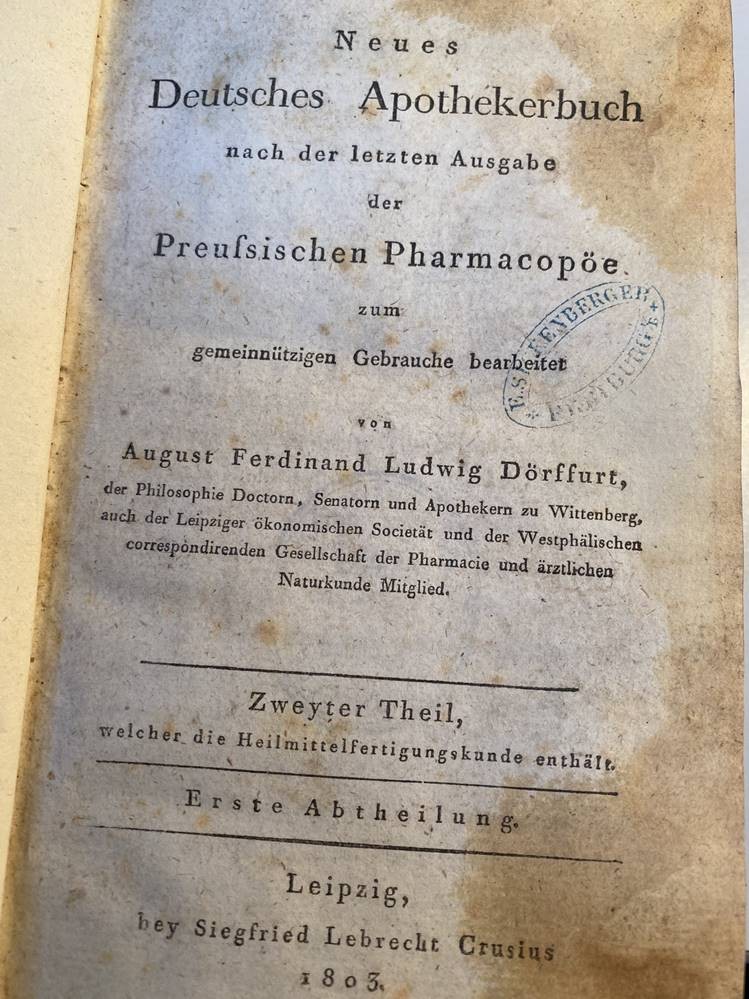 Neues
Deutsches Apothekerbuch
nach der letzten Ausgabe
der
Preuſsischen Pharmacopöe.
zum
gemeinnützigen Gebrauche bearbeitet
von
August Ferdinand Ludwig Dörffurt,
der Philosophie Doctorn, Senatorn und Apothekern zu Wittenberg,
auch der Leipziger ökonomischen Societät und der Westphälischen
correspondirenden Gesellschaft der Pharmacie und ärztlichen
Naturkunde Mitglied.
Zweyter Theil,
welcher die Heilmittelfertigungskunde enthält.
Erste Abtheilung.
Leipzig,
bey Siegfried Lebrecht Crusius
1803.